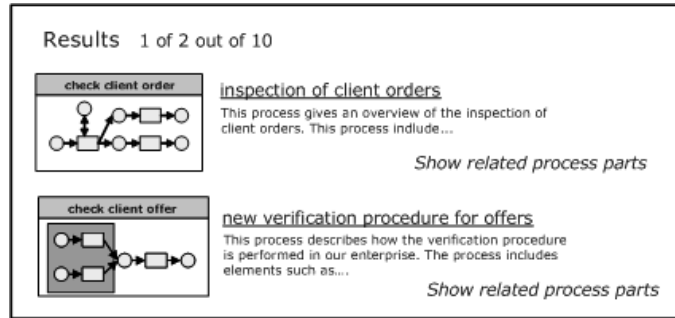 Results 1 of 2 out of 10
check client order
inspection of client orders
This process gives an overview of the inspection of
client orders. This process indlude...
Show related process parts
check client offer
new verification procedure for offers
This process describes how the verification procedure
is performed in our enterprise. The process includes
elements such as....
Show related process parts